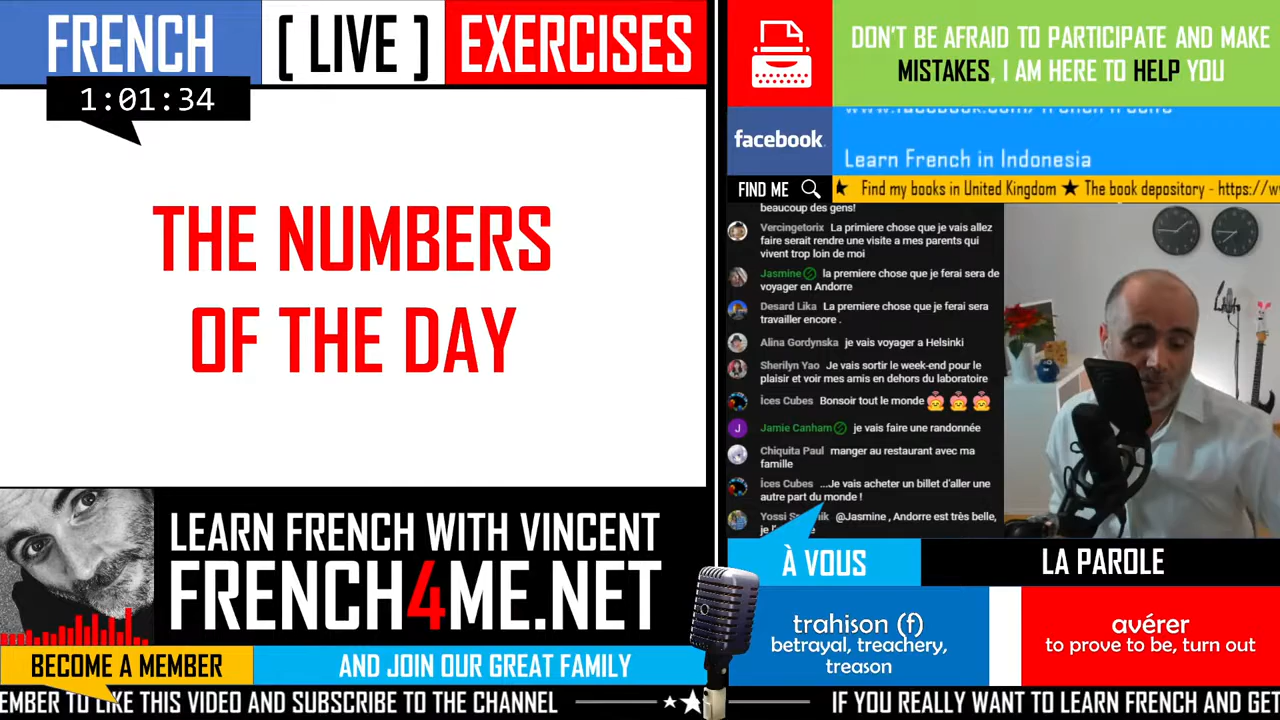 FRENCH
[ LIVE ]
EXERCISES
1:01:34
THE NUMBERS
OF THE DAY
LEARN FRENCH WITH VINCENT
FRENCH4ME.NET
BECOME A MEMBER
AND JOIN OUR GREAT FAMILY
EMBER TO LIKE THIS VIDEO AND SUBSCRIBE TO THE CHANNEL
IF YOU REALLY WANT TO LEARN FRENCH AND GET
DON'T BE AFRAID TO PARTICIPATE AND MAKE
MISTAKES, I AM HERE TO HELP YOU
facebook
Learn French in Indonesia
FIND ME
Find my books in United Kingdom ★ The book depository - https://w
beaucoup des gens!
Vercingetorix La primiere chose que je vais allez
faire serait rendre une visite a mes parents qui
vivent trop loin de moi
Jasmine la premiere chose que je ferai sera de
voyager en Andorre
Desard Lika La premiere chose que je ferai sera
travailler encore .
Alina Gordynska je vais voyager a Helsinki
Sherilyn Yao Je vais sortir le week-end pour le
plaisir et voir mes amis en dehors du laboratoire
İces Cubes Bonsoir tout le monde
J
Jamie Canham je vais faire une randonnée
Chiquita Paul manger au restaurant avec ma
famille
İces Cubes ...Je vais acheter un billet d'aller une
autre part du monde !
Yossi @Jasmine , Andorre est très belle,
À VOUS
LA PAROLE
trahison (f)
betrayal, treachery,
treason
avérer
to prove to be, turn out